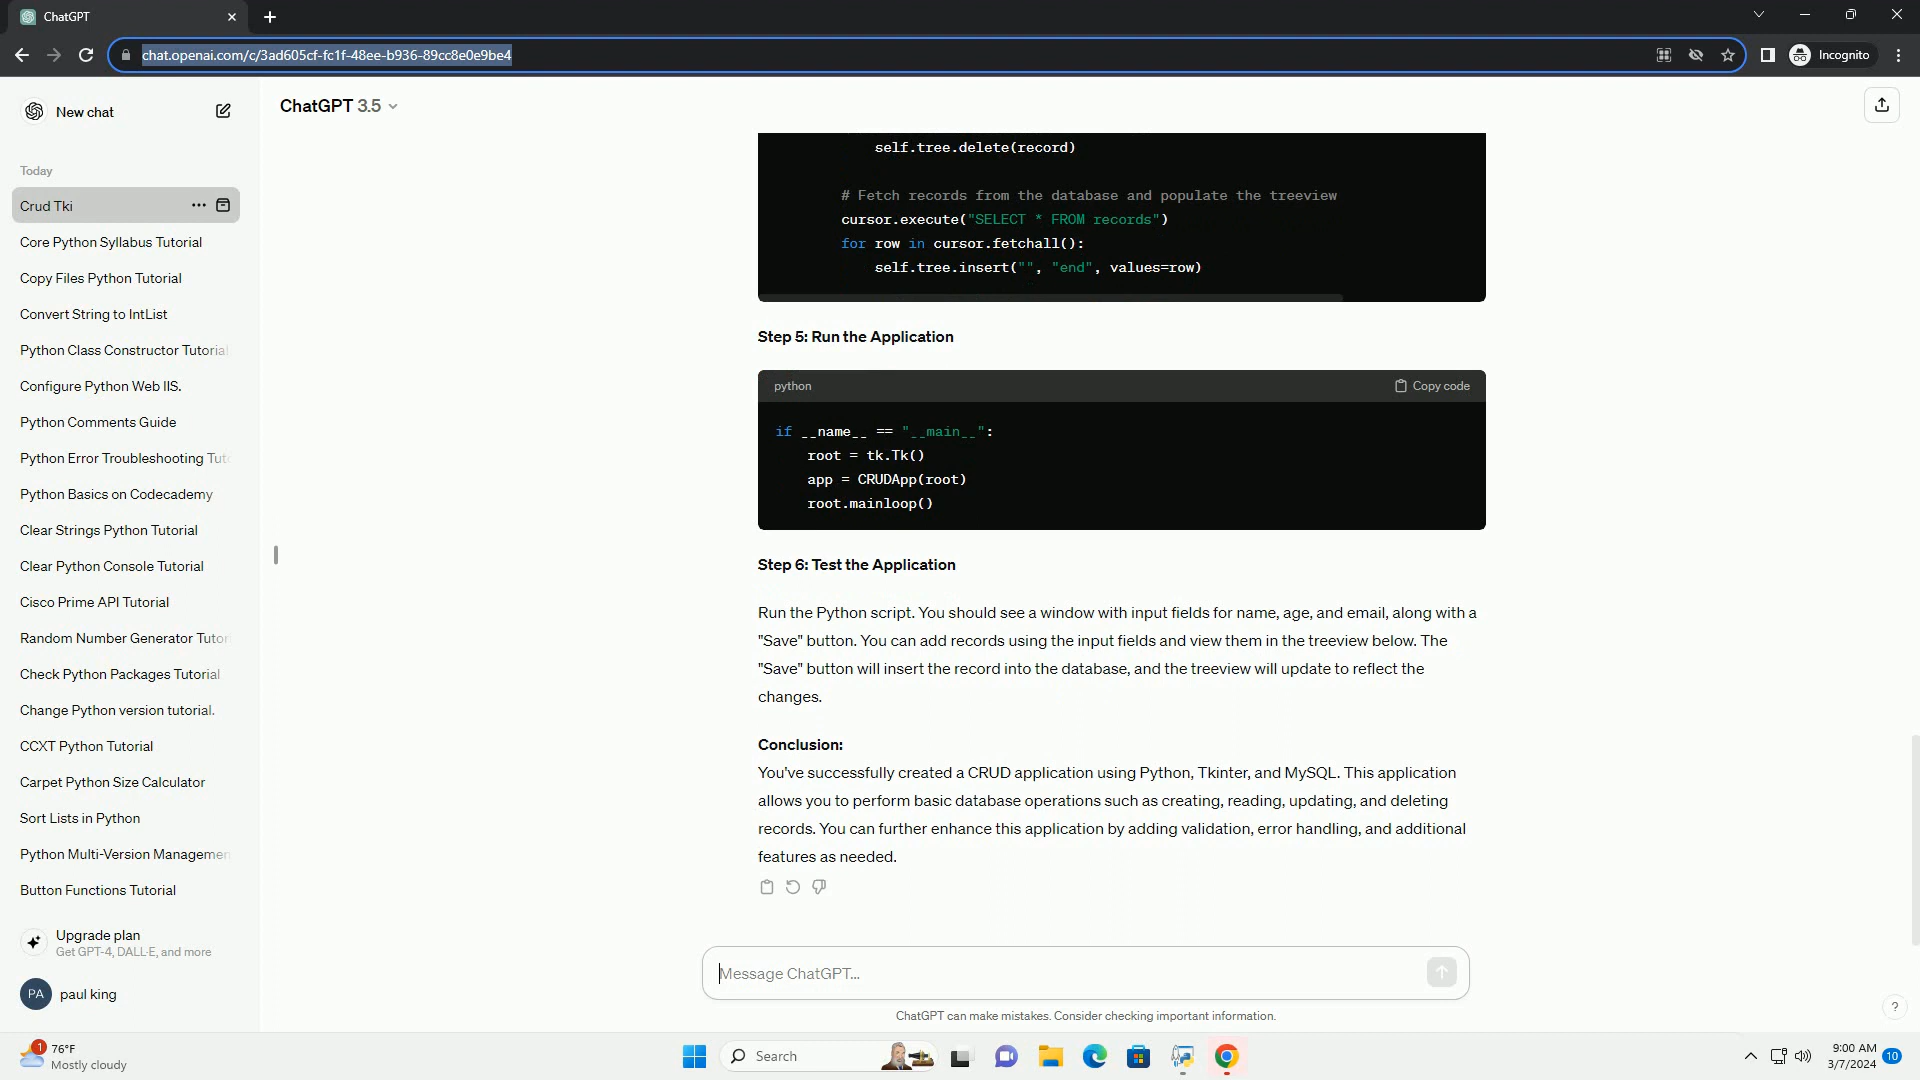 ChatGPT
chat.openai.com/c/3ad605cf-fc1f-48ee-b936-89cc8e0e9be4
Incognito
New chat
ChatGPT 3.5
Today
Crud Tki
Core Python Syllabus Tutorial
Copy Files Python Tutorial
Convert String to IntList
Python Class Constructor Tutorial
Configure Python Web IIS.
Python Comments Guide
Python Error Troubleshooting Tuto
Python Basics on Codecademy
Clear Strings Python Tutorial
Clear Python Console Tutorial
Cisco Prime API Tutorial
Random Number Generator Tutor
Check Python Packages Tutorial
Change Python version tutorial.
CCXT Python Tutorial
Carpet Python Size Calculator
Sort Lists in Python
Python Multi-Version Managemen
Button Functions Tutorial
Upgrade plan
Get GPT-4, DALL·E, and more
PA
paul king
self.tree.delete(record)
# Fetch records from the database and populate the treeview
cursor.execute("SELECT * FROM records")
for row in cursor.fetchall():
self.tree.insert("", "end", values=row)
Step 5: Run the Application
python
Copy code
if __name__ == "__main__":
root = tk.Tk()
app = CRUDApp(root)
root.mainloop()
Step 6: Test the Application
Run the Python script. You should see a window with input fields for name, age, and email, along with a
"Save" button. You can add records using the input fields and view them in the treeview below. The
"Save" button will insert the record into the database, and the treeview will update to reflect the
changes.
Conclusion:
You've successfully created a CRUD application using Python, Tkinter, and MySQL. This application
allows you to perform basic database operations such as creating, reading, updating, and deleting
records. You can further enhance this application by adding validation, error handling, and additional
features as needed.
Message ChatGPT...
ChatGPT can make mistakes. Consider checking important information.
?
1
76°F
Mostly cloudy
Search
9:00 AM
3/7/2024
10